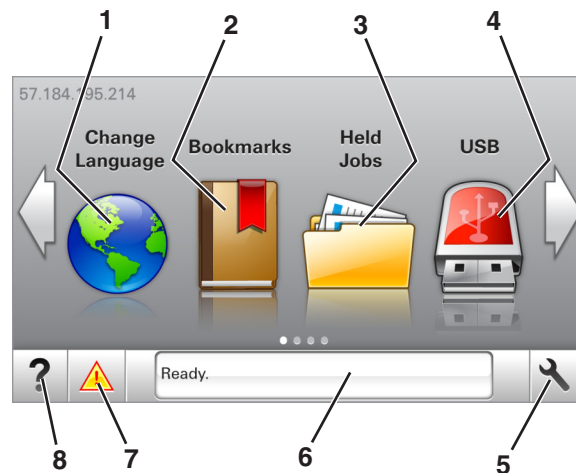 1 2 3 4
57.184.195.214
Change Language
Bookmarks
Held Jobs
USB
?
Ready.
8 7 6 5